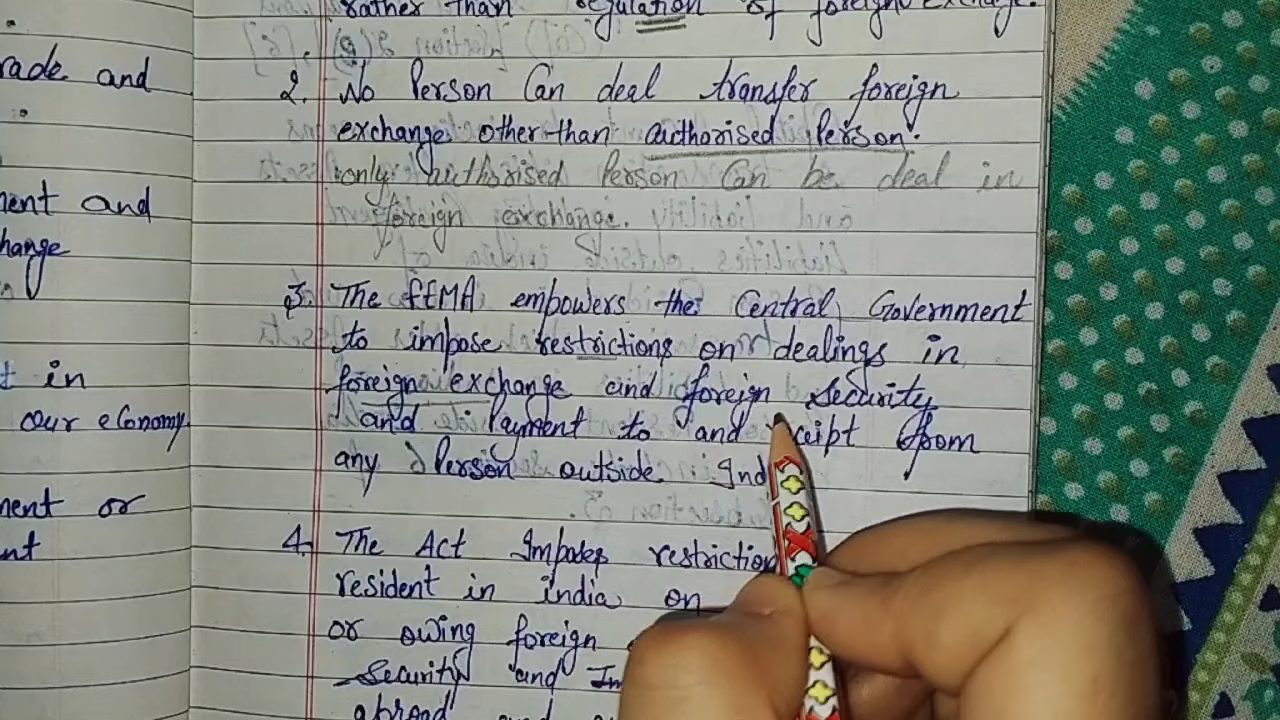 rather than regulation of foreign exchange.
rade and
2. No Person Can deal transfer foreign
exchange other than authorised Person.
only authorised Person Can be deal in
foreign exchange.
ment and
hange
3. The FEMA empowers the Central Government
to impose restrictions on dealings in
foreign exchange and foreign security
and Payment to and receipt from
any Person outside Ind
t in
our economy
ment or
nt
4. The Act Imposes restriction
resident in india on
or owing foreign
security and Im
abroad and